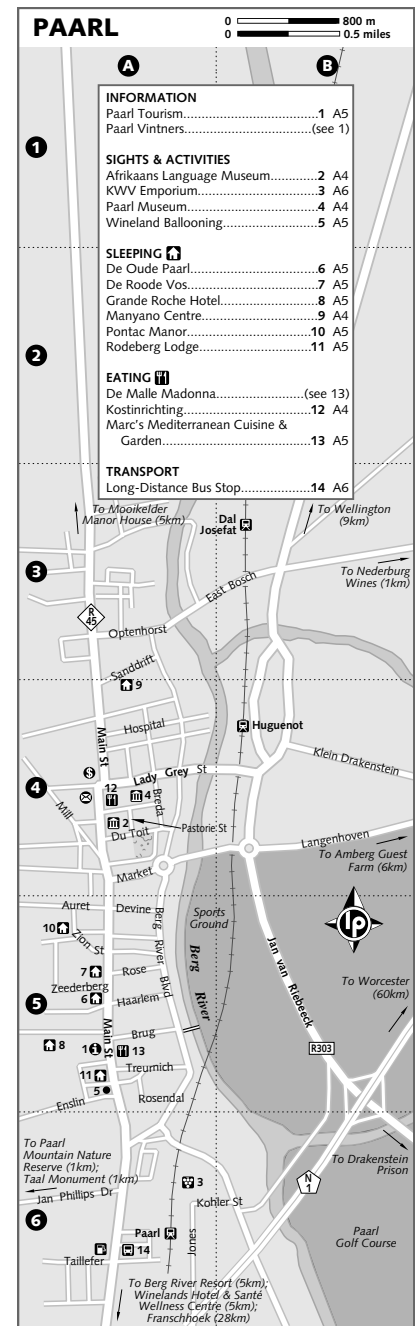 PAARL
0 800 m
0 0.5 miles
A B
1
INFORMATION
Paarl Tourism..............................1 A5
Paarl Vintners.......................(see 1)
SIGHTS & ACTIVITIES
Afrikaans Language Museum............2 A4
KWV Emporium............................3 A6
Paarl Museum..............................4 A4
Wineland Ballooning.....................5 A5
SLEEPING
De Oude Paarl..............................6 A5
De Roode Vos...............................7 A5
Grande Roche Hotel......................8 A5
Manyano Centre...........................9 A4
Pontac Manor.............................10 A5
Rodeberg Lodge..........................11 A5
2
EATING
De Malle Madonna..................(see 13)
Kostinrichting............................12 A4
Marc's Mediterranean Cuisine &
Garden.................................13 A5
TRANSPORT
Long-Distance Bus Stop................14 A6
To Mooikelder
Manor House (5km)
Dal
Josefat
To Wellington
(9km)
3
To Nederburg
Wines (1km)
East Bosch
R
45
Optenhorst
Sanddrift
9
Hospital
Huguenot
Main St
Klein Drakenstein
Lady Grey St
$
4
12
4
Breda
Mill
2
Pastorie St
Du Toit
Langenhoven
Market
To Amberg Guest
Farm (6km)
Auret
Devine
Berg River Blvd
Sports
Ground
lp
10
Zion St
Berg River
Jan van Riebeeck
7
Rose
Zeederberg
To Worcester
(60km)
6
Haarlem
5
Main St
Brug
R303
8
1
13
Treurnich
11
5
Enslin
Rosendal
To Paarl
Mountain Nature
Reserve (1km);
Taal Monument (1km)
To Drakenstein
Prison
3
N
1
Jan Phillips Dr
Kohler St
6
Paarl
Jones
Paarl
Golf Course
14
Taillefer
To Berg River Resort (5km);
Winelands Hotel & Santé
Wellness Centre (5km);
Franschhoek (28km)